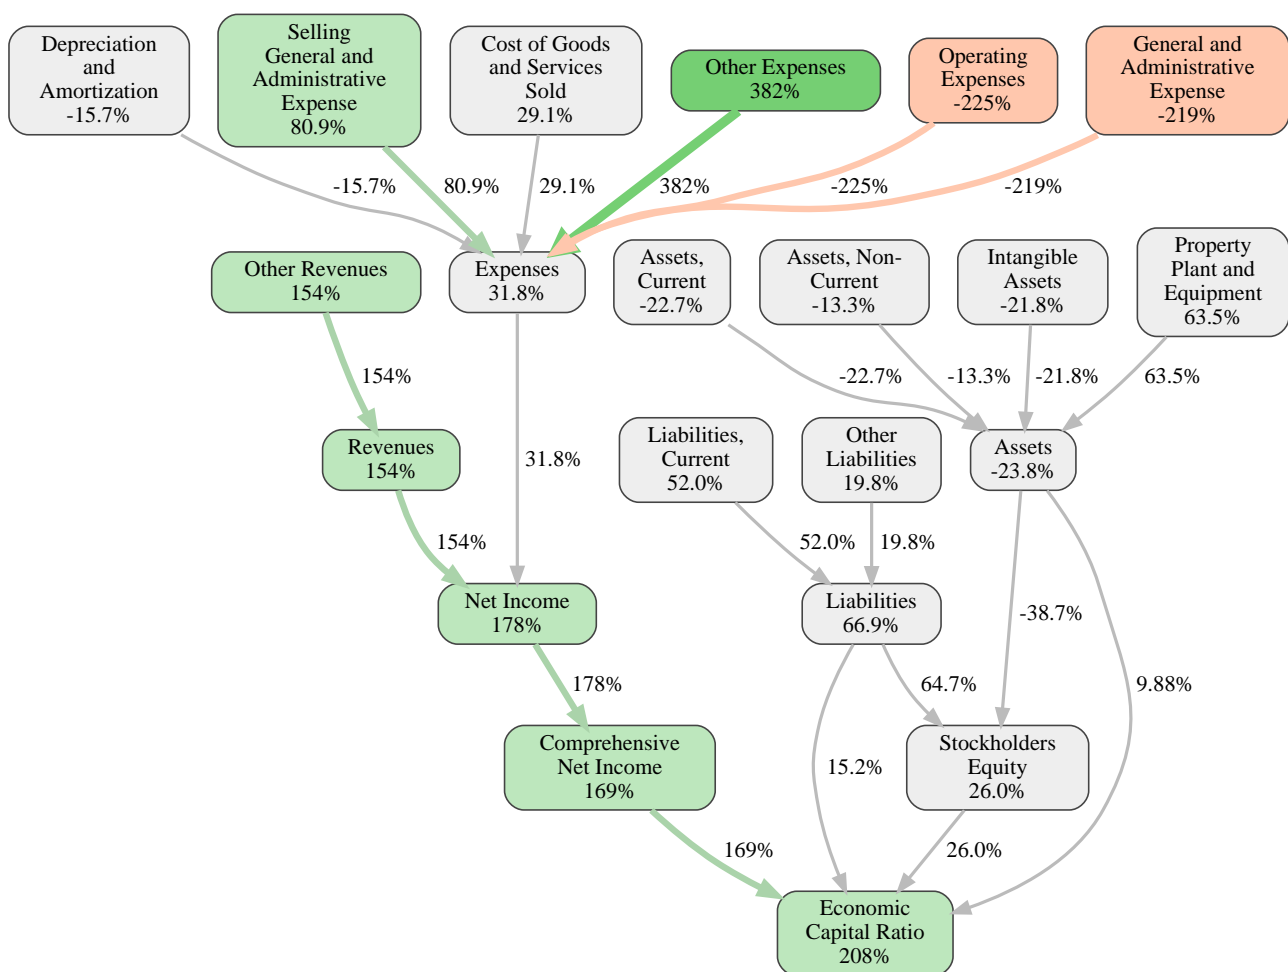 Depreciation
and
Amortization
-15.7%
Selling
General and
Administrative
Expense
80.9%
Cost of Goods
and Services
Sold
29.1%
Other Expenses
382%
Operating
Expenses
-225%
General and
Administrative
Expense
-219%
-15.7%
80.9%
29.1%
382%
-225%
-219%
Other Revenues
154%
Expenses
31.8%
Assets,
Current
-22.7%
Assets, Non-
Current
-13.3%
Intangible
Assets
-21.8%
Property
Plant and
Equipment
63.5%
154%
-22.7%
-13.3%
-21.8%
63.5%
Revenues
154%
31.8%
Liabilities,
Current
52.0%
Other
Liabilities
19.8%
Assets
-23.8%
154%
52.0%
19.8%
Net Income
178%
Liabilities
66.9%
-38.7%
178%
64.7%
9.88%
Comprehensive
Net Income
169%
15.2%
Stockholders
Equity
26.0%
169%
26.0%
Economic
Capital Ratio
208%